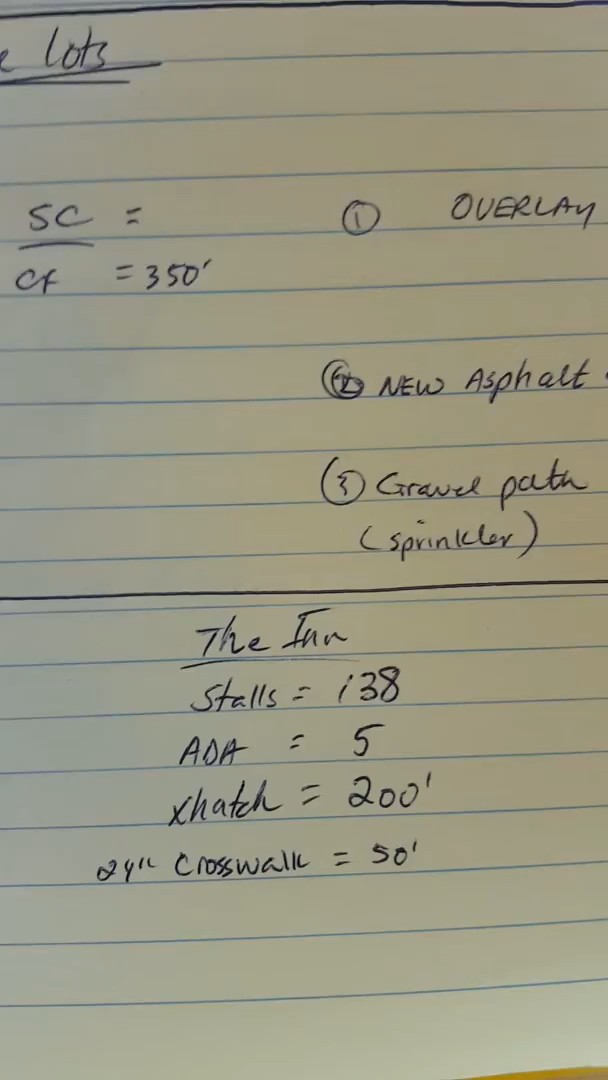 e lots
SC =
CF = 350'
① OVERLAY
② NEW Asphalt
③ Gravel path
(sprinkler)
The Inn
Stalls = 138
ADA = 5
xhatch = 200'
24" Crosswalk = 50'